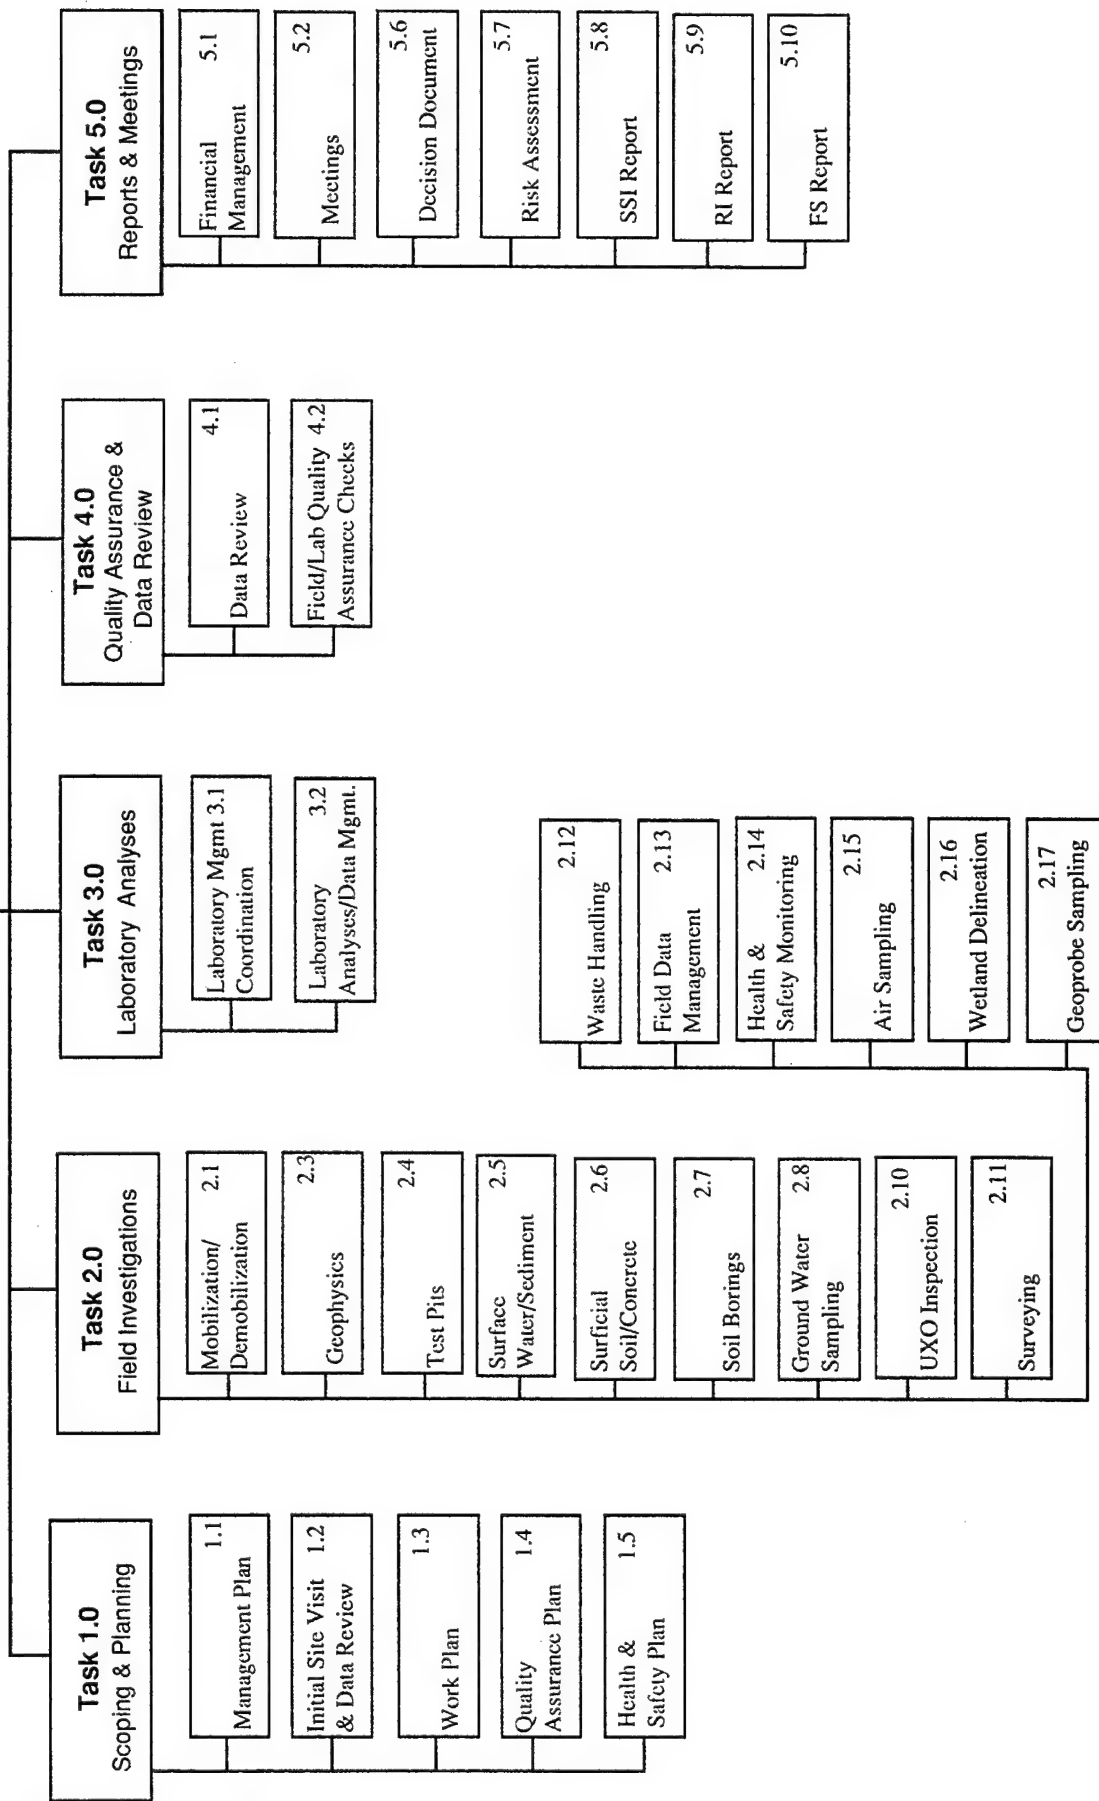 Task 1.0
Scoping & Planning
1.1
Management Plan
Initial Site Visit 1.2
& Data Review
1.3
Work Plan
Quality 1.4
Assurance Plan
Health & 1.5
Safety Plan
Task 2.0
Field Investigations
Mobilization/ 2.1
Demobilization
2.3
Geophysics
2.4
Test Pits
Surface 2.5
Water/Sediment
Surficial 2.6
Soil/Concrete
2.7
Soil Borings
Ground Water 2.8
Sampling
2.10
UXO Inspection
2.11
Surveying
2.12
Waste Handling
Field Data 2.13
Management
Health & 2.14
Safety Monitoring
2.15
Air Sampling
2.16
Wetland Delineation
2.17
Geoprobe Sampling
Task 3.0
Laboratory Analyses
Laboratory Mgmt 3.1
Coordination
Laboratory 3.2
Analyses/Data Mgmt.
Task 4.0
Quality Assurance &
Data Review
4.1
Data Review
Field/Lab Quality 4.2
Assurance Checks
Task 5.0
Reports & Meetings
Financial 5.1
Management
5.2
Meetings
5.6
Decision Document
5.7
Risk Assessment
5.8
SSI Report
5.9
RI Report
5.10
FS Report